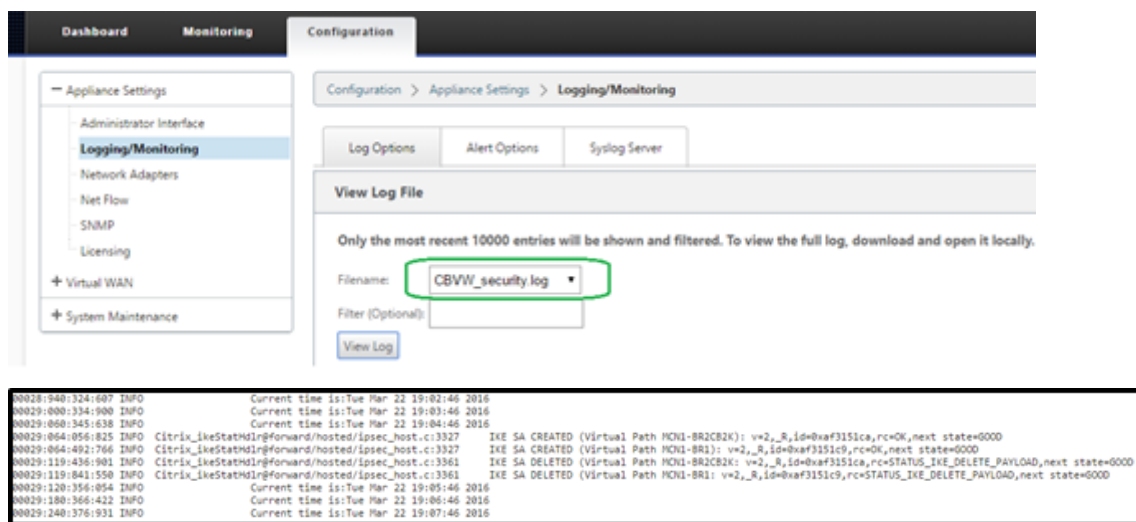 Dashboard Monitoring Configuration
Appliance Settings
Administrator Interface
Logging/Monitoring
Network Adapters
Net Flow
SNMP
Licensing
+ Virtual WAN
+ System Maintenance
Configuration > Appliance Settings > Logging/Monitoring
Log Options Alert Options Syslog Server
View Log File
Only the most recent 10000 entries will be shown and filtered. To view the full log, download and open it locally.
Filename: CBVW_security.log
Filter (Optional):
View Log
00028:940:324:607 INFO Current time is:Tue Mar 22 19:02:46 2016
00029:000:334:900 INFO Current time is:Tue Mar 22 19:03:46 2016
00029:060:345:638 INFO Current time is:Tue Mar 22 19:04:46 2016
00029:064:056:825 INFO Citrix_ikeStatHdlr@forward/hosted/ipsec_host.c:3327 IKE SA CREATED (Virtual Path MCN1-BR2CB2K): v=2,_R,id=0xaf3151ca,rc=OK,next state=GOOD
00029:064:492:766 INFO Citrix_ikeStatHdlr@forward/hosted/ipsec_host.c:3327 IKE SA CREATED (Virtual Path MCN1-BR1): v=2,_R,id=0xaf3151c9,rc=OK,next state=GOOD
00029:119:436:901 INFO Citrix_ikeStatHdlr@forward/hosted/ipsec_host.c:3361 IKE SA DELETED (Virtual Path MCN1-BR2CB2K: v=2,_R,id=0xaf3151ca,rc=STATUS_IKE_DELETE_PAYLOAD,next state=GOOD
00029:119:841:550 INFO Citrix_ikeStatHdlr@forward/hosted/ipsec_host.c:3361 IKE SA DELETED (Virtual Path MCN1-BR1: v=2,_R,id=0xaf3151c9,rc=STATUS_IKE_DELETE_PAYLOAD,next state=GOOD
00029:120:356:054 INFO Current time is:Tue Mar 22 19:05:46 2016
00029:180:366:422 INFO Current time is:Tue Mar 22 19:06:46 2016
00029:240:376:931 INFO Current time is:Tue Mar 22 19:07:46 2016